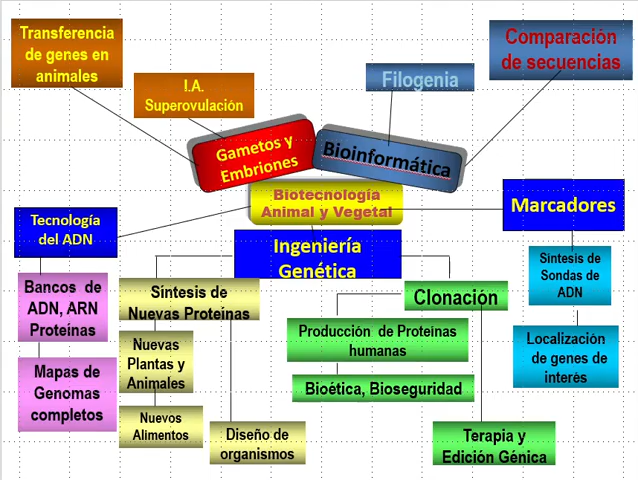 Transferencia
de genes en
animales
I.A.
Superovulación
Filogenia
Comparación
de secuencias
Gametos y
Embriones
Bioinformática
Biotecnología
Animal y Vegetal
Tecnología
del ADN
Marcadores
Ingeniería
Genética
Bancos de
ADN, ARN
Proteínas
Mapas de
Genomas
completos
Síntesis de
Nuevas Proteínas
Nuevas
Plantas y
Animales
Nuevos
Alimentos
Diseño de
organismos
Clonación
Producción de Proteínas
humanas
Bioética, Bioseguridad
Terapia y
Edición Génica
Síntesis de
Sondas de
ADN
Localización
de genes de
interés